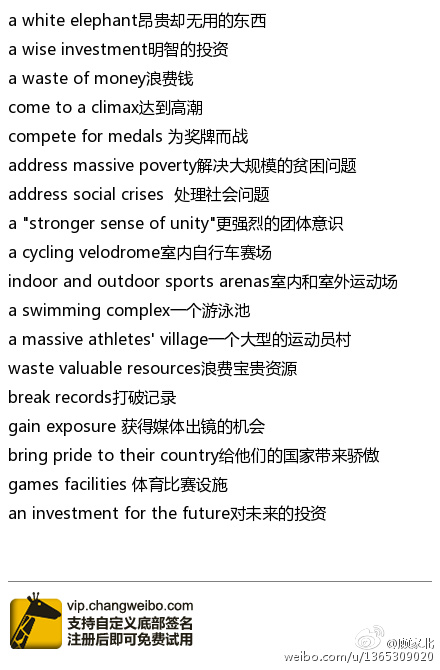 a white elephant昂贵却无用的东西
a wise investment明智的投资
a waste of money浪费钱
come to a climax达到高潮
compete for medals 为奖牌而战
address massive poverty解决大规模的贫困问题
address social crises  处理社会问题
a "stronger sense of unity"更强烈的团体意识
a cycling velodrome室内自行车赛场
indoor and outdoor sports arenas室内和室外运动场
a swimming complex一个游泳池
a massive athletes' village一个大型的运动员村
waste valuable resources浪费宝贵资源
break records打破记录
gain exposure 获得媒体出镜的机会
bring pride to their country给他们的国家带来骄傲
games facilities 体育比赛设施
an investment for the future对未来的投资
vip.changweibo.com
支持自定义底部签名
注册后即可免费试用
weibo.com/u/1365309020